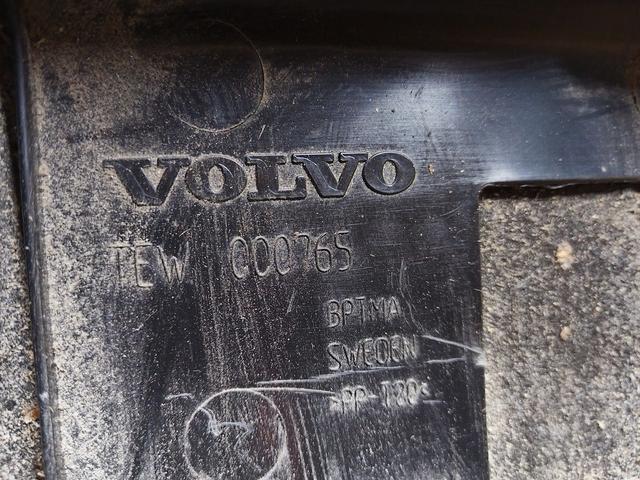 VOLVO
TEW 000765
BPTMA
SWEDEN
>PP-T20<